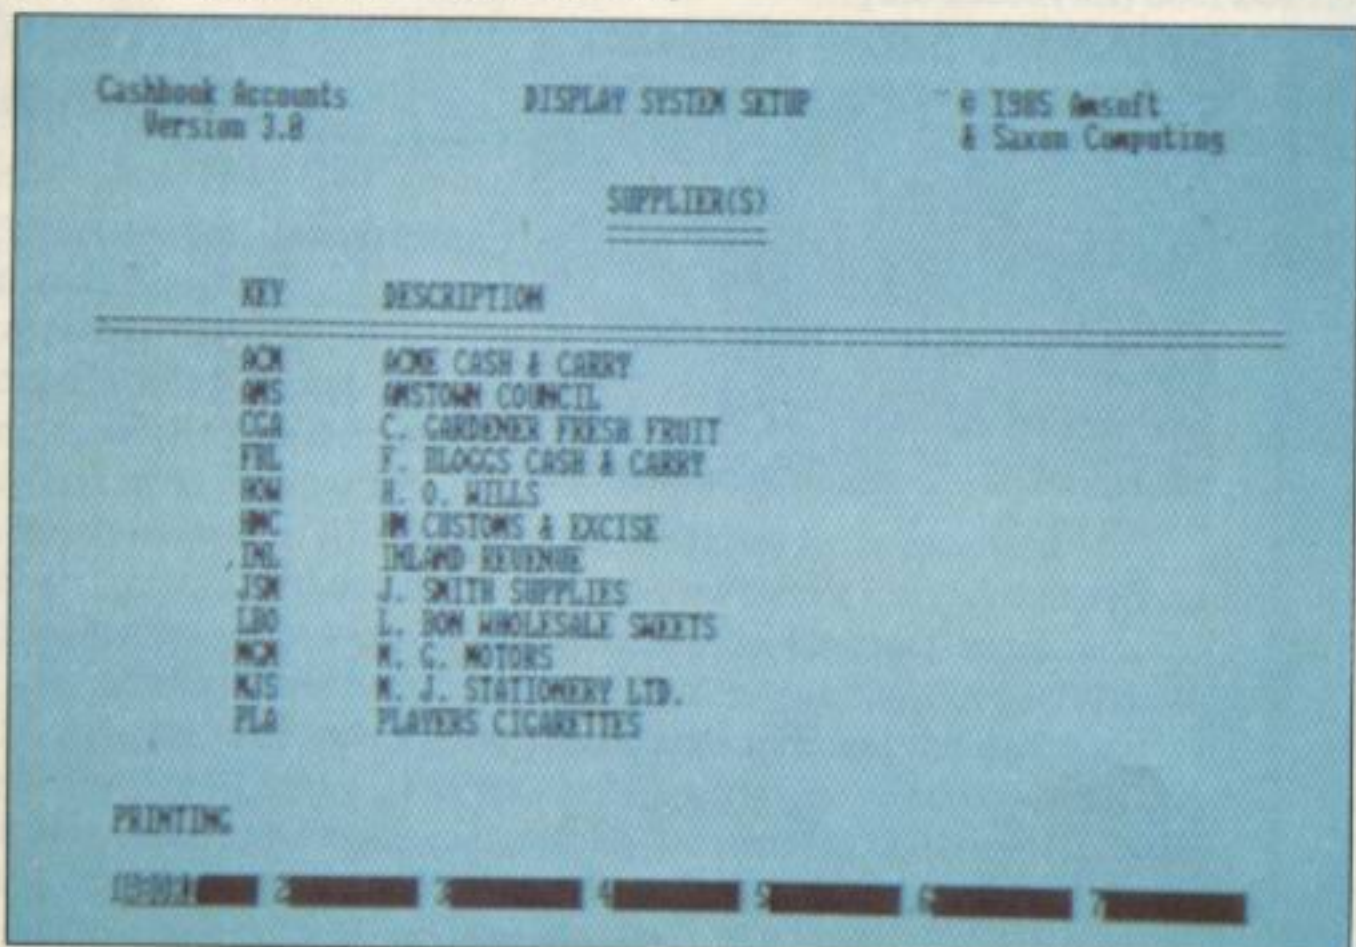 Cashbook Accounts DISPLAY SYSTEM SETUP © 1985 Amsoft
Version 3.0 & Saxon Computing
SUPPLIER(S)
KEY DESCRIPTION
ACM ACME CASH & CARRY
AMS AMSTOWN COUNCIL
CGA C. GARDENER FRESH FRUIT
FBL F. BLOGGS CASH & CARRY
HOW H. O. WILLS
HMC HM CUSTOMS & EXCISE
INL INLAND REVENUE
JSM J. SMITH SUPPLIES
LBO L. BON WHOLESALE SWEETS
MGM M. G. MOTORS
MJS M. J. STATIONERY LTD.
PLA PLAYERS CIGARETTES
PRINTING
2 3 4 5 6 7